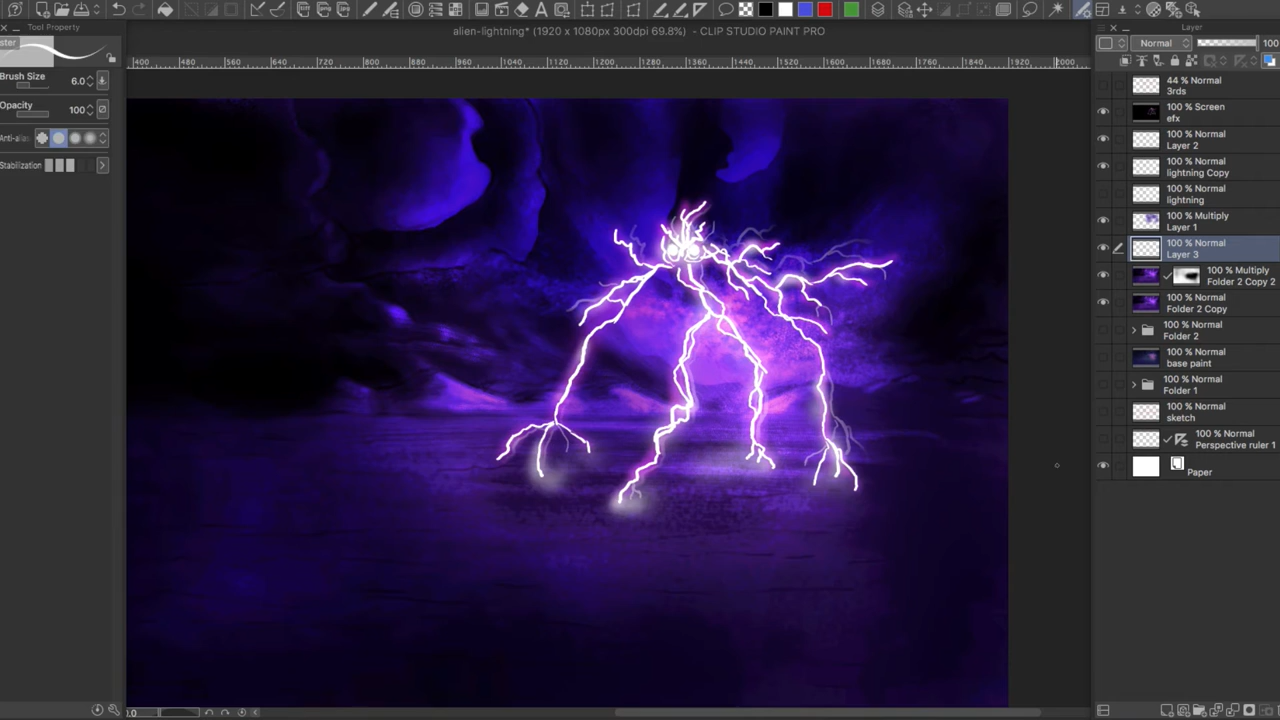 alien-lightning* (1920 x 1080px 300dpi 69.8%) - CLIP STUDIO PAINT PRO
Tool Property
ster
Brush Size 6.0
Opacity 100
Anti-alia
Stabilization
400 480 560 640 720 800 880 960 1040 1120 1200 1280 1360 1440 1520 1600 1680 1760 1840 1920 2000
Layer
Normal 100
44 % Normal
3rds
100 % Screen
efx
100 % Normal
Layer 2
100 % Normal
lightning Copy
100 % Normal
lightning
100 % Multiply
Layer 1
100 % Normal
Layer 3
100 % Multiply
Folder 2 Copy 2
100 % Normal
Folder 2 Copy
100 % Normal
Folder 2
100 % Normal
base paint
100 % Normal
Folder 1
100 % Normal
sketch
100 % Normal
Perspective ruler 1
Paper